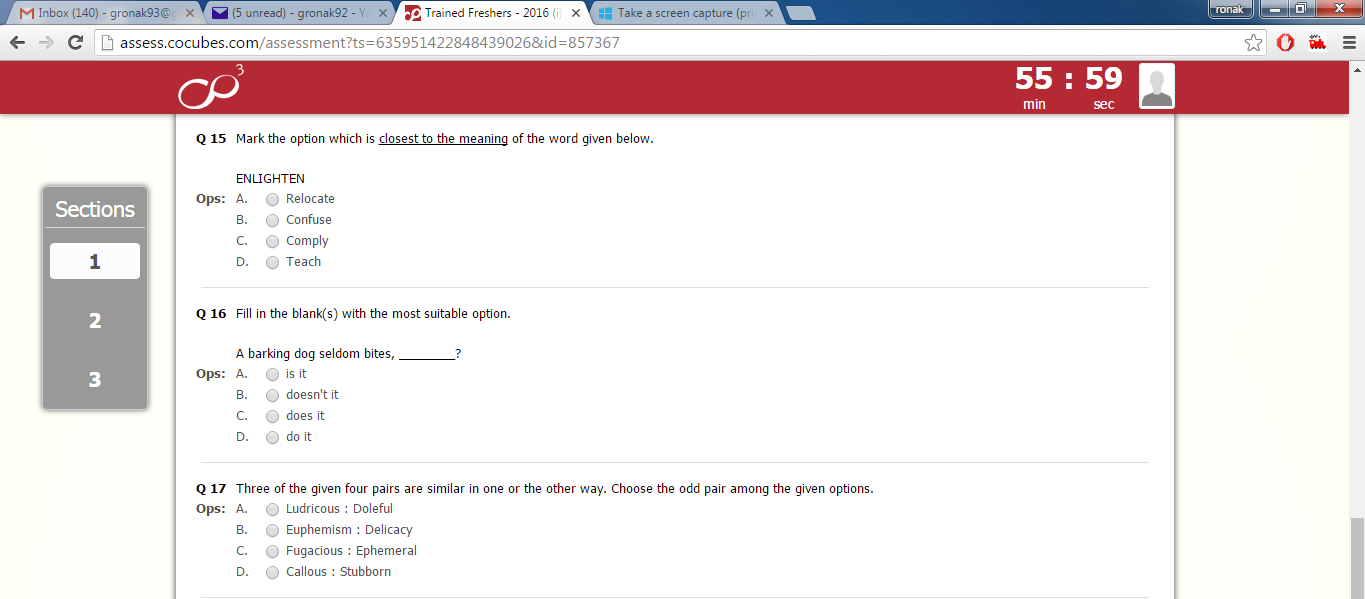 Inbox (140) - gronak93@g
(5 unread) - gronak92 - Ya
Trained Freshers - 2016 (i)
Take a screen capture (pri
ronak
assess.cocubes.com/assessment?ts=635951422848439026&id=857367
3
55 : 59
min sec
Sections
1
2
3
Q 15 Mark the option which is closest to the meaning of the word given below.
ENLIGHTEN
Ops: A. Relocate
B. Confuse
C. Comply
D. Teach
Q 16 Fill in the blank(s) with the most suitable option.
A barking dog seldom bites, ________?
Ops: A. is it
B. doesn't it
C. does it
D. do it
Q 17 Three of the given four pairs are similar in one or the other way. Choose the odd pair among the given options.
Ops: A. Ludricous : Doleful
B. Euphemism : Delicacy
C. Fugacious : Ephemeral
D. Callous : Stubborn